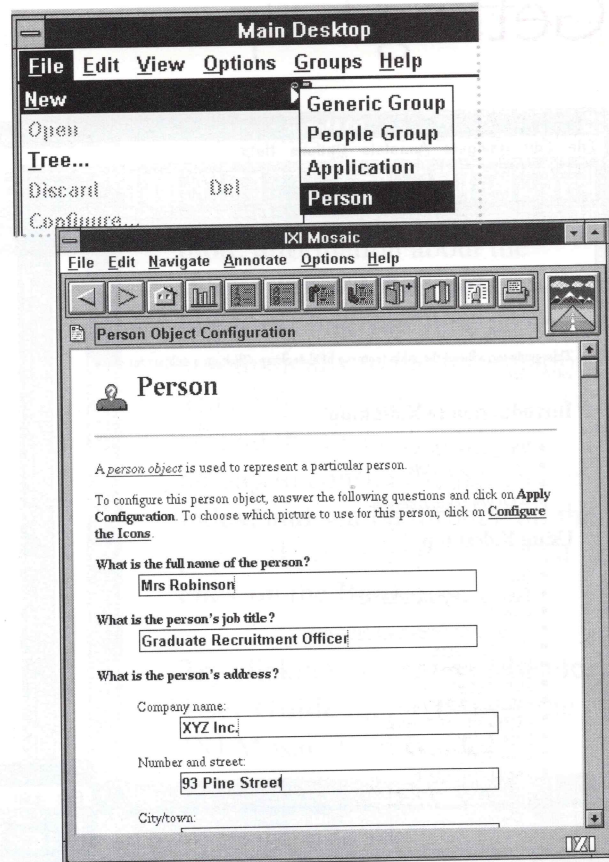 Main Desktop
File Edit View Options Groups Help
New
Open
Tree...
Discard Del
Configure...
Generic Group
People Group
Application
Person
IXI Mosaic
File Edit Navigate Annotate Options Help
Person Object Configuration
Person
A person object is used to represent a particular person.
To configure this person object, answer the following questions and click on Apply
Configuration. To choose which picture to use for this person, click on Configure
the Icons.
What is the full name of the person?
Mrs Robinson
What is the person's job title?
Graduate Recruitment Officer
What is the person's address?
Company name:
XYZ Inc.
Number and street:
93 Pine Street
City/town:
IXI